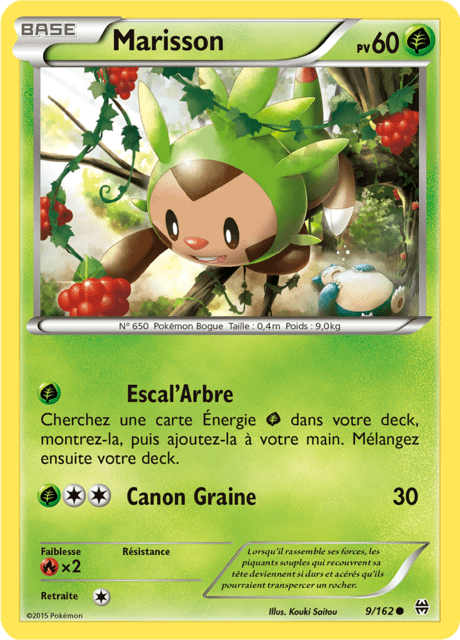 BASE
Marisson
PV 60
N° 650 Pokémon Bogue Taille : 0,4m Poids : 9,0kg
Escal'Arbre
Cherchez une carte Énergie dans votre deck,
montrez-la, puis ajoutez-la à votre main. Mélangez
ensuite votre deck.
Canon Graine 30
Faiblesse Résistance
×2
Retraite
Lorsqu'il rassemble ses forces, les
piquants souples qui recouvrent sa
tête deviennent si durs et acérés qu'ils
pourraient transpercer un rocher.
©2015 Pokémon
Illus. Kouki Saitou
9/162